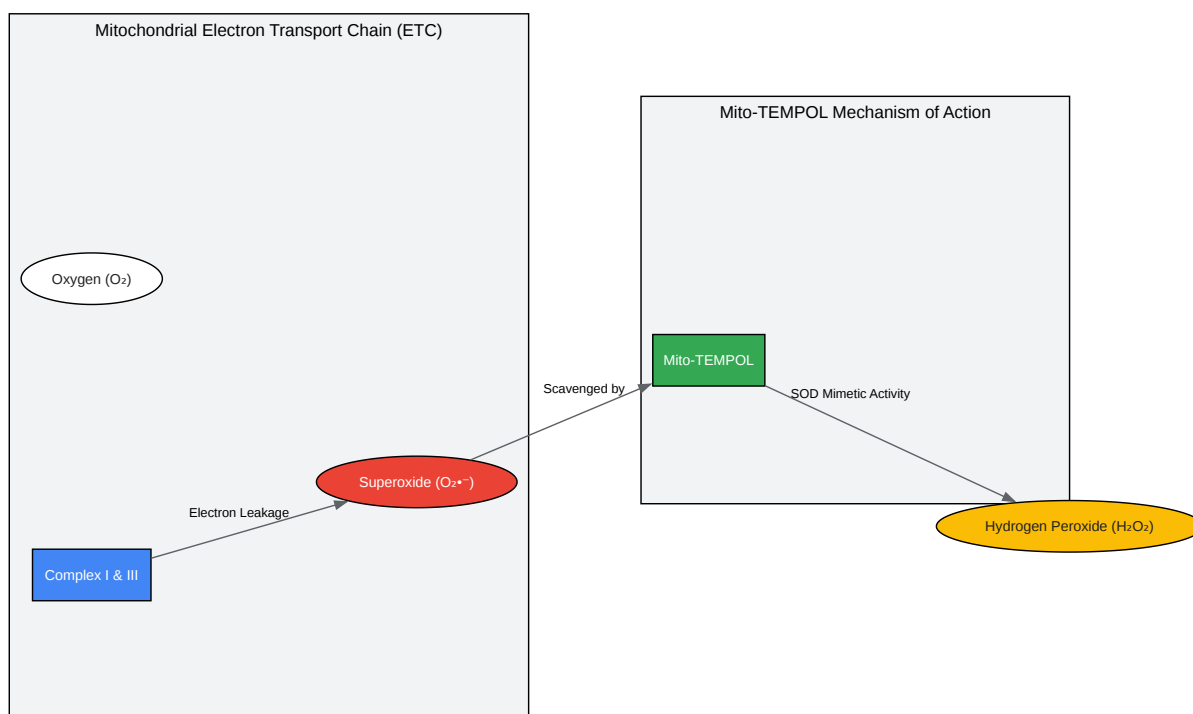 Mitochondrial Electron Transport Chain (ETC)
Mito-TEMPOL Mechanism of Action
Oxygen (O₂)
Mito-TEMPOL
Scavenged by
SOD Mimetic Activity
Superoxide (O₂•⁻)
Electron Leakage
Hydrogen Peroxide (H₂O₂)
Complex I & III